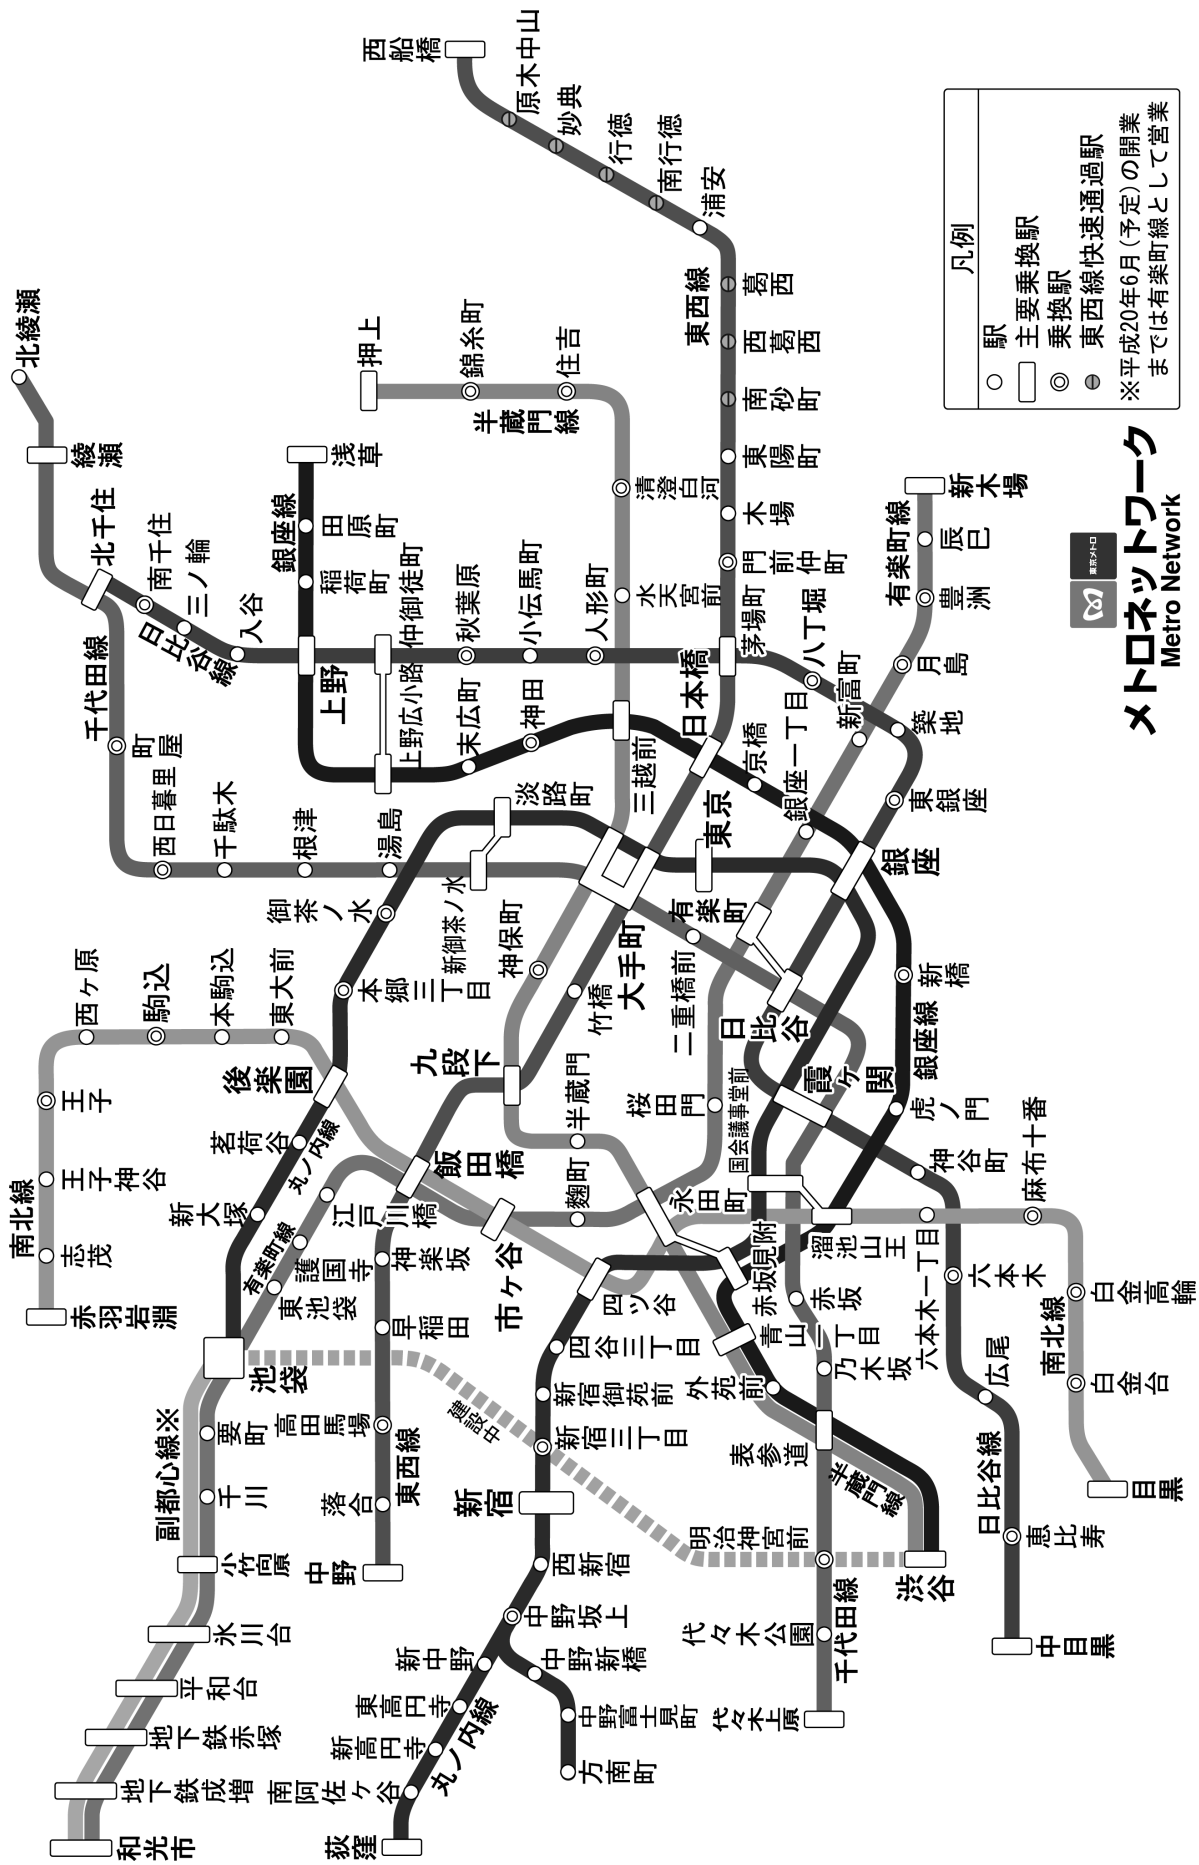 和光市
地下鉄成増
地下鉄赤塚
平和台
氷川台
小竹向原
副都心線※
千川
要町
池袋
赤羽岩淵
志茂
南北線
王子神谷
王子
西ヶ原
駒込
本駒込
東大前
後楽園
茗荷谷
丸ノ内線
新大塚
有楽町線
東池袋
護国寺
江戸川橋
飯田橋
市ヶ谷
麴町
半蔵門
九段下
竹橋
大手町
神保町
新御茶ノ水
淡路町
御茶ノ水
本郷三丁目
湯島
根津
千駄木
西日暮里
町屋
千代田線
北千住
綾瀬
北綾瀬
南千住
三ノ輪
日比谷線
入谷
上野
銀座線
稲荷町
田原町
浅草
仲御徒町
上野広小路
秋葉原
末広町
小伝馬町
神田
人形町
三越前
水天宮前
清澄白河
半蔵門線
住吉
錦糸町
押上
西船橋
原木中山
妙典
行徳
南行徳
浦安
葛西
東西線
西葛西
南砂町
東陽町
木場
門前仲町
茅場町
日本橋
八丁堀
京橋
東京
銀座一丁目
新富町
築地
月島
豊洲
有楽町線
辰巳
新木場
東銀座
銀座
有楽町
日比谷
二重橋前
桜田門
国会議事堂前
霞ヶ関
新橋
銀座線
虎ノ門
神谷町
永田町
溜池山王
赤坂見附
四ツ谷
四谷三丁目
新宿御苑前
新宿三丁目
新宿
西新宿
中野坂上
新中野
東高円寺
新高円寺
丸ノ内線
南阿佐ヶ谷
荻窪
中野新橋
中野富士見町
方南町
中野
落合
東西線
高田馬場
早稲田
神楽坂
建設中
青山一丁目
外苑前
表参道
半蔵門線
渋谷
明治神宮前
代々木公園
千代田線
代々木上原
乃木坂
赤坂
六本木一丁目
六本木
麻布十番
白金高輪
南北線
白金台
目黒
広尾
日比谷線
恵比寿
中目黒
東京メトロ
メトロネットワーク
Metro Network
凡例
駅
主要乗換駅
乗換駅
東西線快速通過駅
※平成20年6月(予定)の開業
までは有楽町線として営業